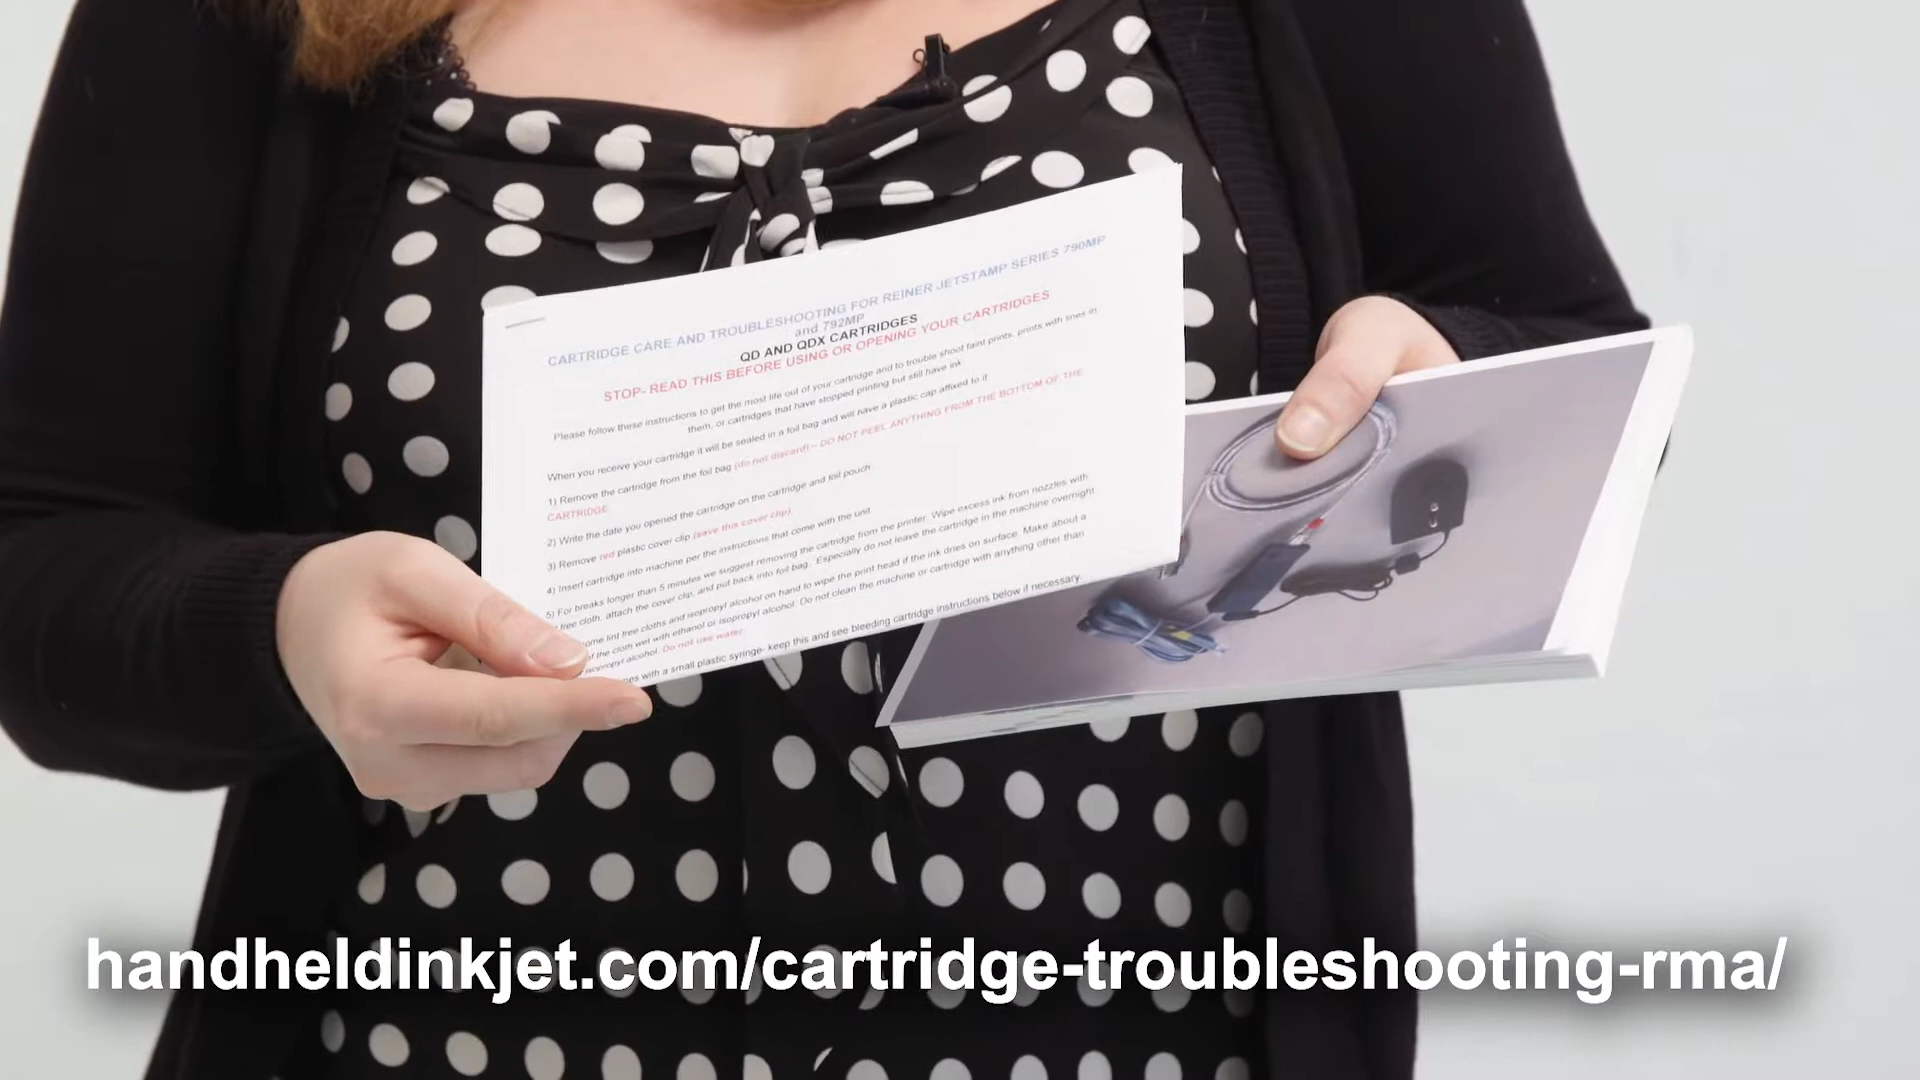 CARTRIDGE CARE AND TROUBLESHOOTING FOR REINER JETSTAMP SERIES 790MP
and 792MP
QD AND QDX CARTRIDGES
STOP- READ THIS BEFORE USING OR OPENING YOUR CARTRIDGES
Please follow these instructions to get the most life out of your cartridge and to trouble shoot faint prints, prints with lines in
them, or cartridges that have stopped printing but still have ink
When you receive your cartridge it will be sealed in a foil bag and will have a plastic cap affixed to it
1) Remove the cartridge from the foil bag (do not discard) – DO NOT PEEL ANYTHING FROM THE BOTTOM OF THE
CARTRIDGE
2) Write the date you opened the cartridge on the cartridge and foil pouch
3) Remove red plastic cover clip (save this cover clip).
4) Insert cartridge into machine per the instructions that come with the unit
5) For breaks longer than 5 minutes we suggest removing the cartridge from the printer. Wipe excess ink from nozzles with
free cloth, attach the cover clip, and put back into foil bag. Especially do not leave the cartridge in the machine overnight
some lint free cloths and isopropyl alcohol on hand to wipe the print head if the ink dries on surface. Make about a
of the cloth wet with ethanol or isopropyl alcohol. Do not clean the machine or cartridge with anything other than
isopropyl alcohol. Do not use water.
with a small plastic syringe- keep this and see bleeding cartridge instructions below if necessary.
handheldinkjet.com/cartridge-troubleshooting-rma/